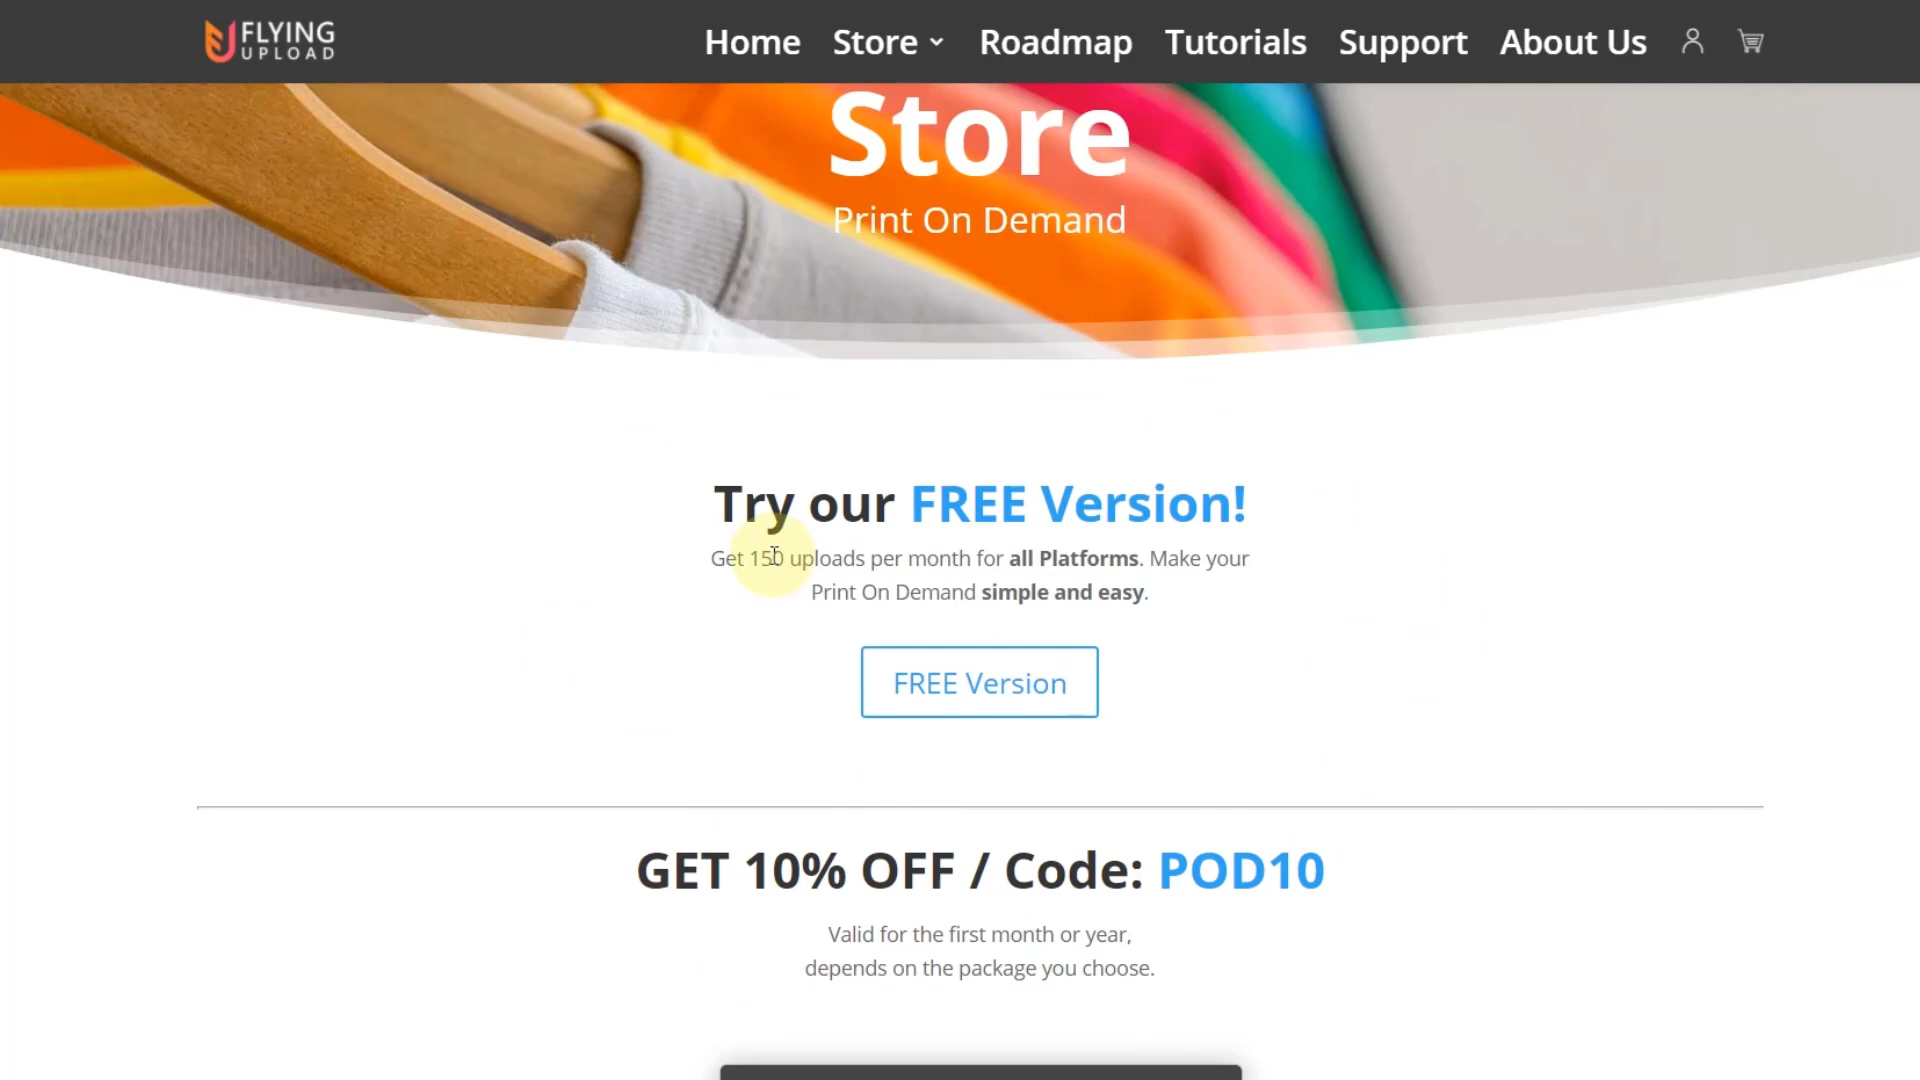 FLYING
UPLOAD
Home Store Roadmap Tutorials Support About Us
Store
Print On Demand
Try our FREE Version!
Get 150 uploads per month for all Platforms. Make your
Print On Demand simple and easy.
FREE Version
GET 10% OFF / Code: POD10
Valid for the first month or year,
depends on the package you choose.